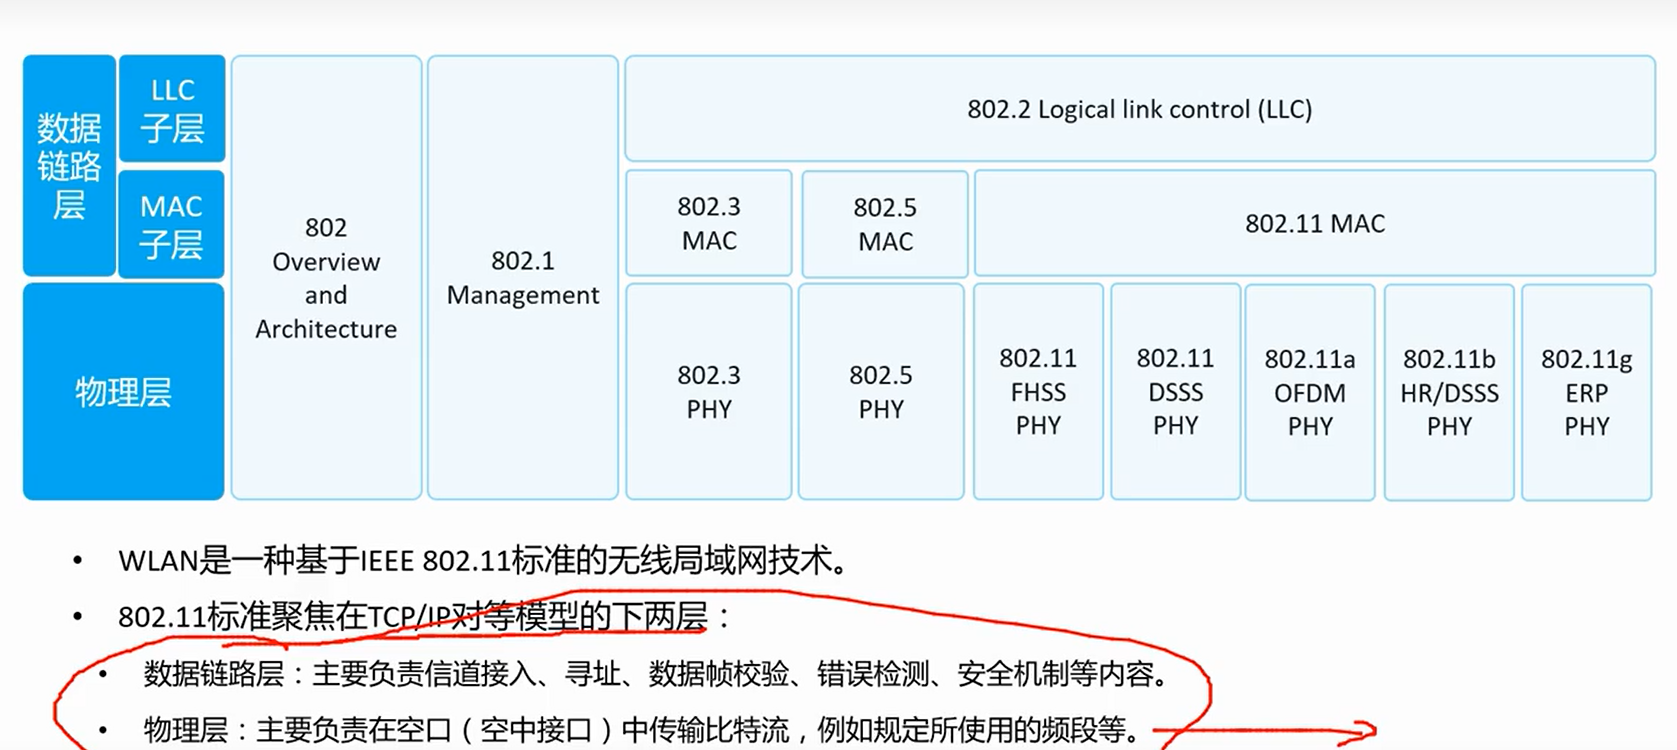 数据
链路
层
LLC
子层
MAC
子层
物理层
802
Overview
and
Architecture
802.1
Management
802.2 Logical link control (LLC)
802.3
MAC
802.5
MAC
802.11 MAC
802.3
PHY
802.5
PHY
802.11
FHSS
PHY
802.11
DSSS
PHY
802.11a
OFDM
PHY
802.11b
HR/DSSS
PHY
802.11g
ERP
PHY
• WLAN是一种基于IEEE 802.11标准的无线局域网技术。
• 802.11标准聚焦在TCP/IP对等模型的下两层：
• 数据链路层：主要负责信道接入、寻址、数据帧校验、错误检测、安全机制等内容。
• 物理层：主要负责在空口（空中接口）中传输比特流，例如规定所使用的频段等。